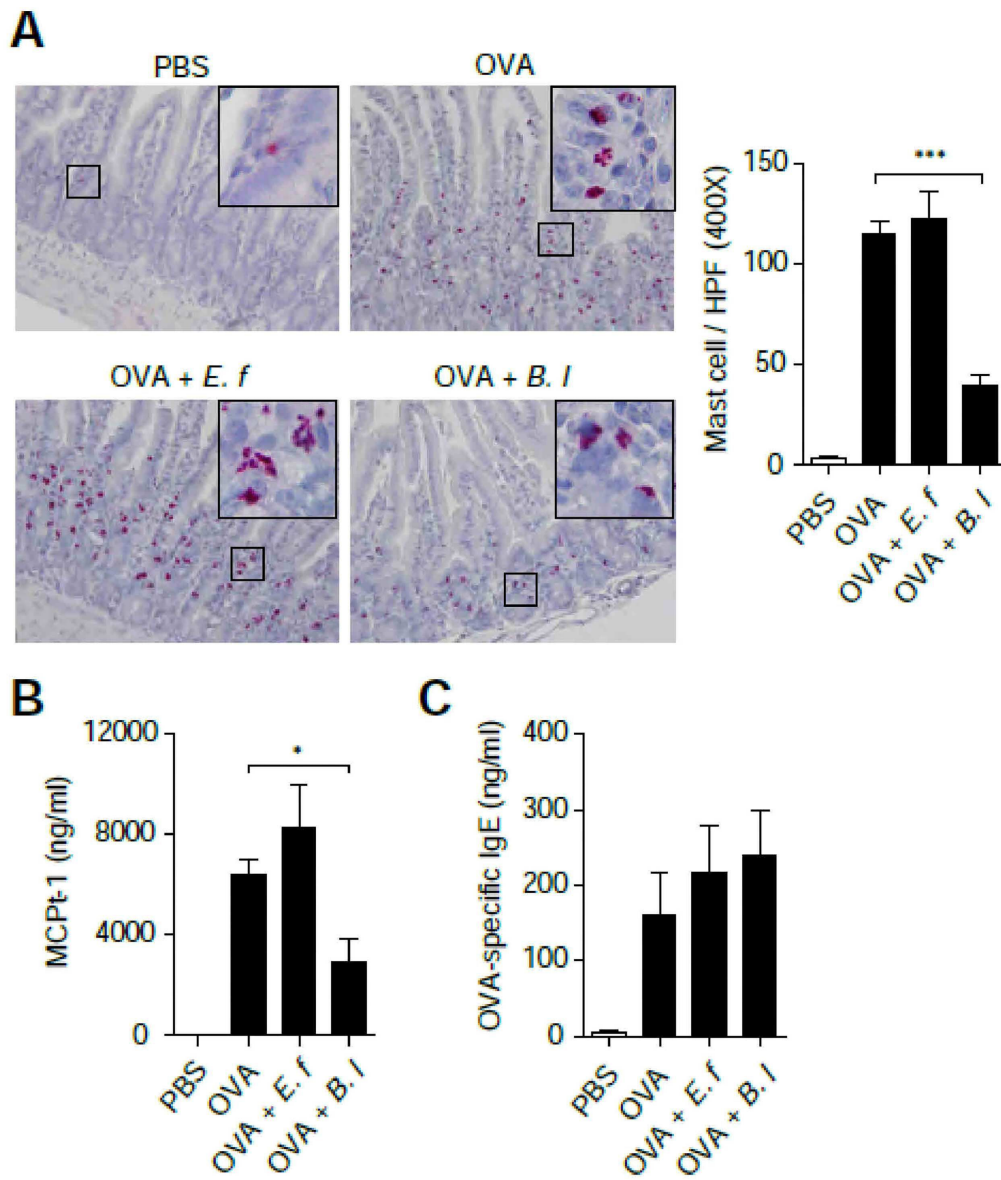 A
PBS
OVA
OVA + E. f
OVA + B. l
Mast cell / HPF (400X)
150
100
50
0
***
PBS
OVA
OVA + E. f
OVA + B. l
B
MCPt-1 (ng/ml)
12000
8000
4000
0
*
PBS
OVA
OVA + E. f
OVA + B. l
C
OVA-specific IgE (ng/ml)
400
300
200
100
0
PBS
OVA
OVA + E. f
OVA + B. l